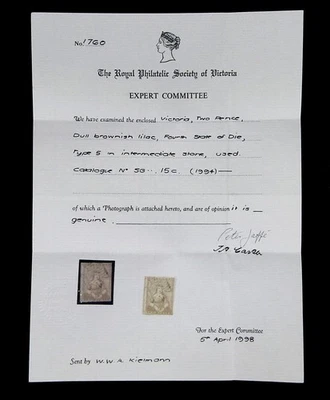 No. 1760
The Royal Philatelic Society of Victoria
EXPERT COMMITTEE
We have examined the enclosed Victoria, Two Pence,
Dull brownish lilac, Fourth State of Die,
Type 5 in intermediate stone, used
Catalogue Nº SG 15c (1994)
of which a Photograph is attached hereto, and are of opinion it is
genuine.
For the Expert Committee
5th April 1998
Sent by W.W.R. Kiermann